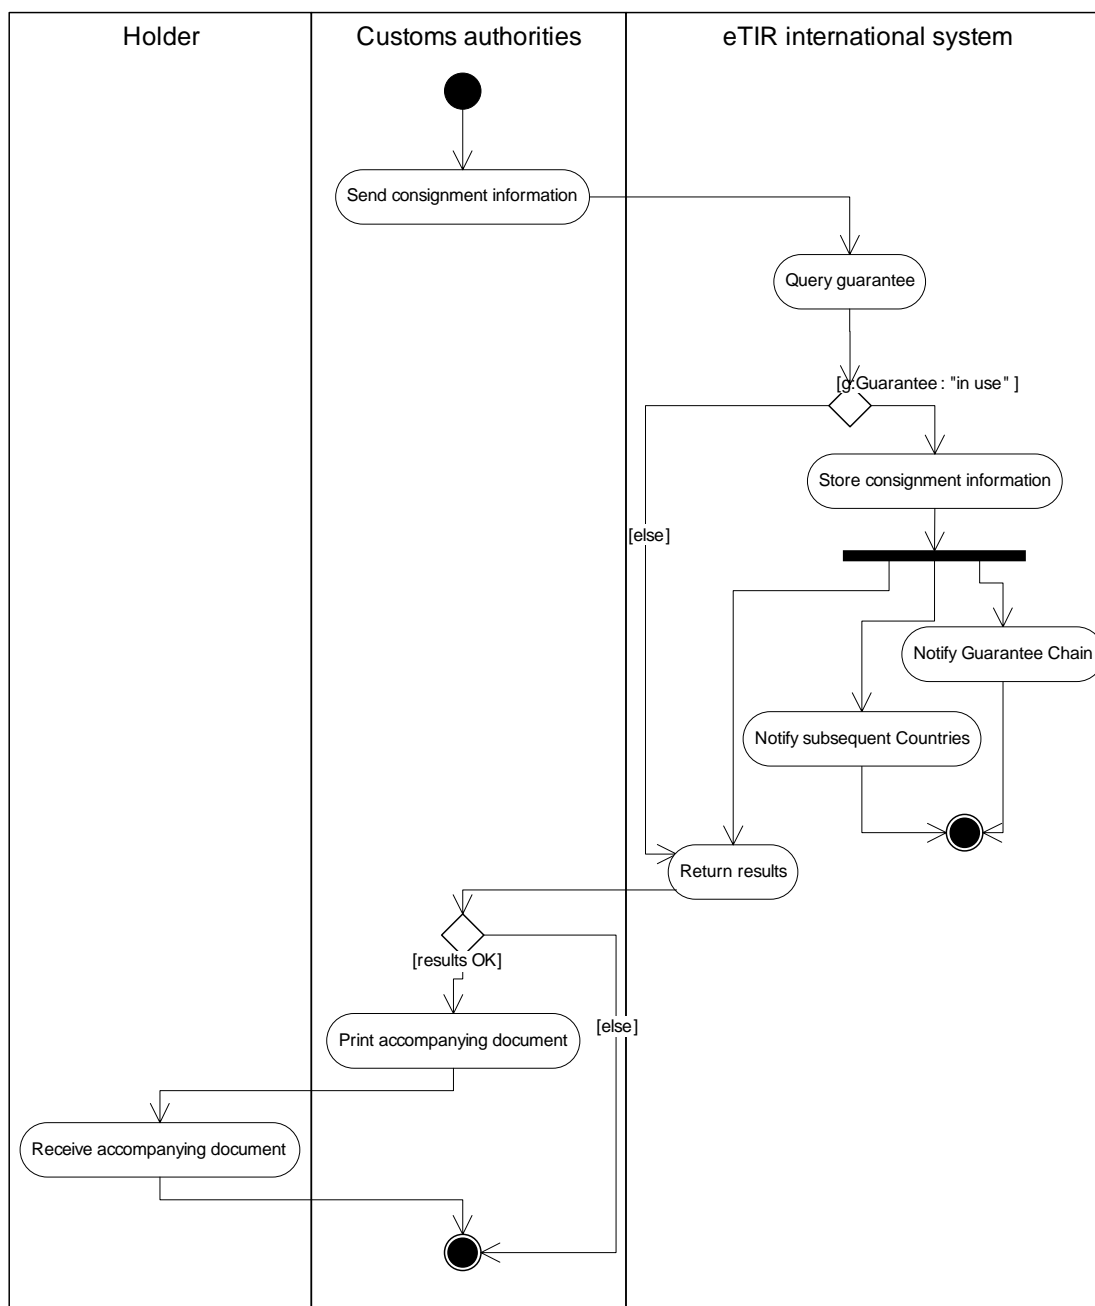 Holder
Customs authorities
eTIR international system
Send consignment information
Query guarantee
[g:Guarantee : "in use" ]
Store consignment information
[else]
Notify Guarantee Chain
Notify subsequent Countries
Return results
[results OK]
[else]
Print accompanying document
Receive accompanying document